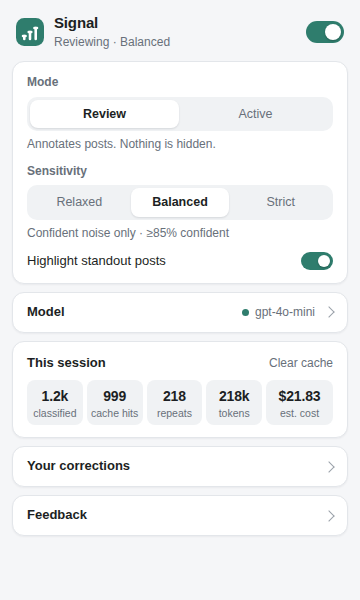 Signal
Reviewing · Balanced
Mode
Review
Active
Annotates posts. Nothing is hidden.
Sensitivity
Relaxed
Balanced
Strict
Confident noise only · ≥85% confident
Highlight standout posts
Model
gpt-4o-mini
This session
Clear cache
1.2k
999
218
218k
$21.83
classified
cache hits
repeats
tokens
est. cost
Your corrections
Feedback